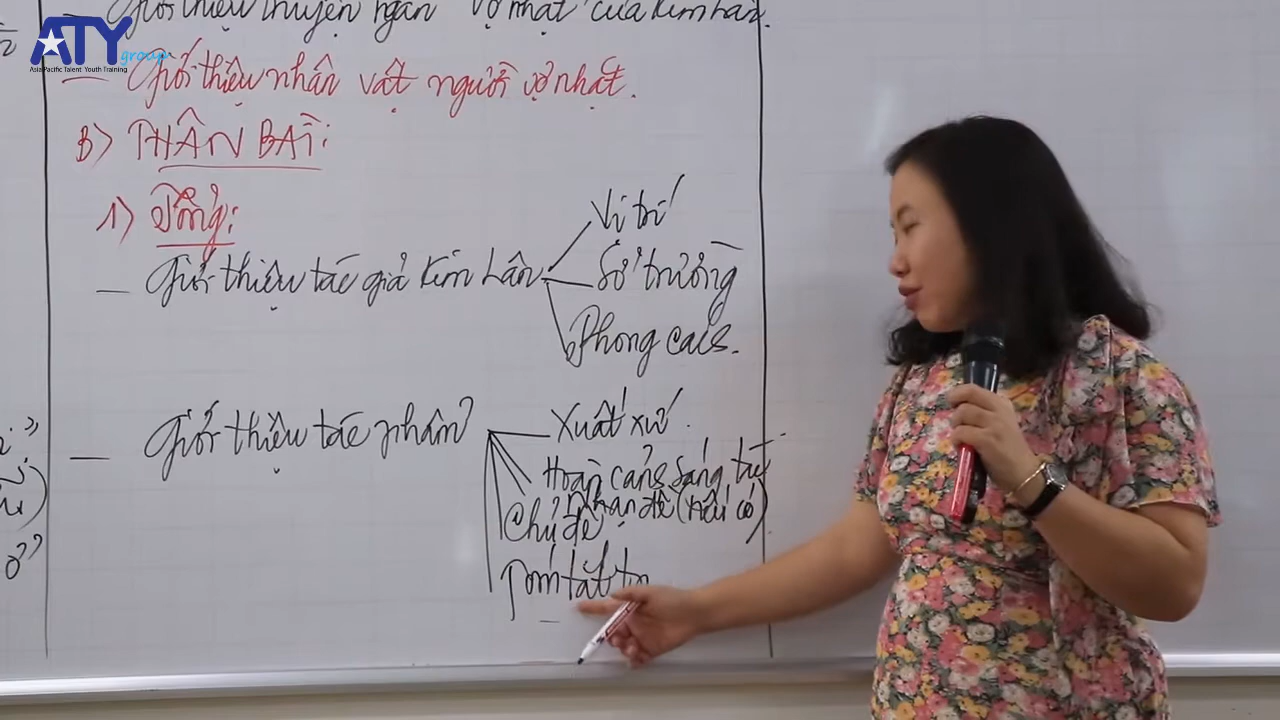 Giới thiệu truyện ngắn "Vợ nhặt" của Kim Lân.
ATY group
Asia Pacific Talent Youth Training
— Giới thiệu nhân vật người vợ nhặt.
B) THÂN BÀI:
1) Tổng:
— Giới thiệu tác giả Kim Lân
Vị trí
Sở trường
Phong cách.
— Giới thiệu tác phẩm
Xuất xứ.
Hoàn cảnh sáng tác
Nhan đề (nếu có)
Chủ đề
Tóm tắt